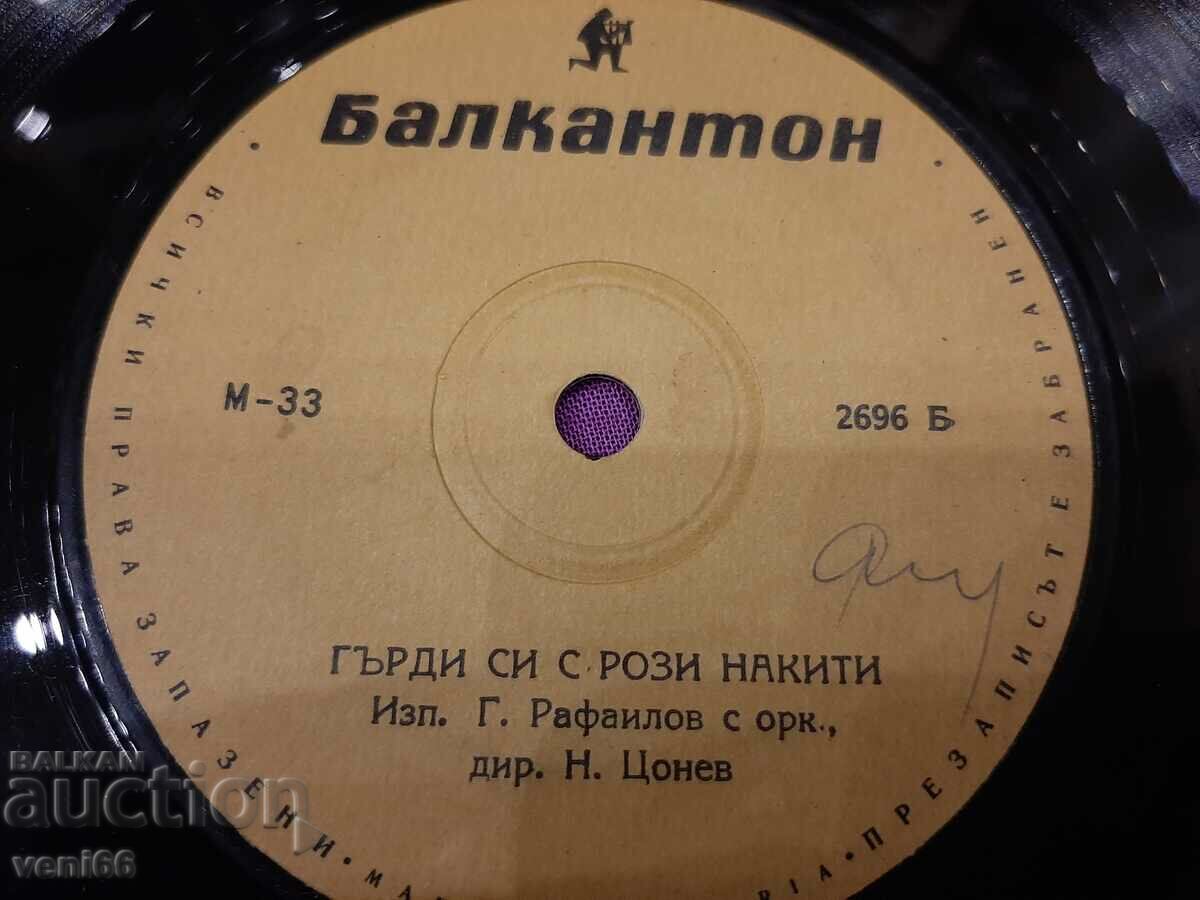 Балкантон
М-33
2696 Б
ГЪРДИ СИ С РОЗИ НАКИТИ
Изп. Г. Рафаилов с орк.,
дир. Н. Цонев
ВСИЧКИ ПРАВА ЗАПАЗЕНИ
ПРЕЗАПИСЪТ Е ЗАБРАНЕН
BALKAN
auction
veni66